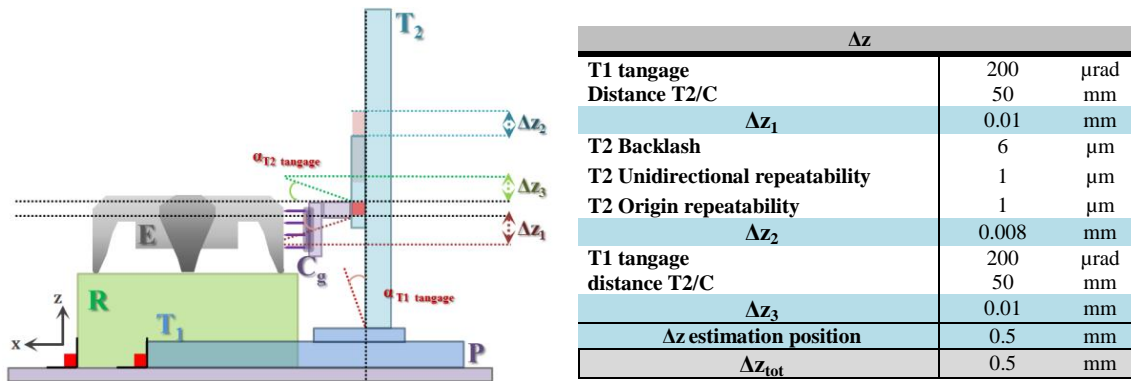 T2
Δz2
αT2 tangage
Δz3
Δz1
E
Cg
αT1 tangage
R
z
T1
x
P
Δz
T1 tangage 200 µrad
Distance T2/C 50 mm
Δz1 0.01 mm
T2 Backlash 6 µm
T2 Unidirectional repeatability 1 µm
T2 Origin repeatability 1 µm
Δz2 0.008 mm
T1 tangage 200 µrad
distance T2/C 50 mm
Δz3 0.01 mm
Δz estimation position 0.5 mm
Δztot 0.5 mm